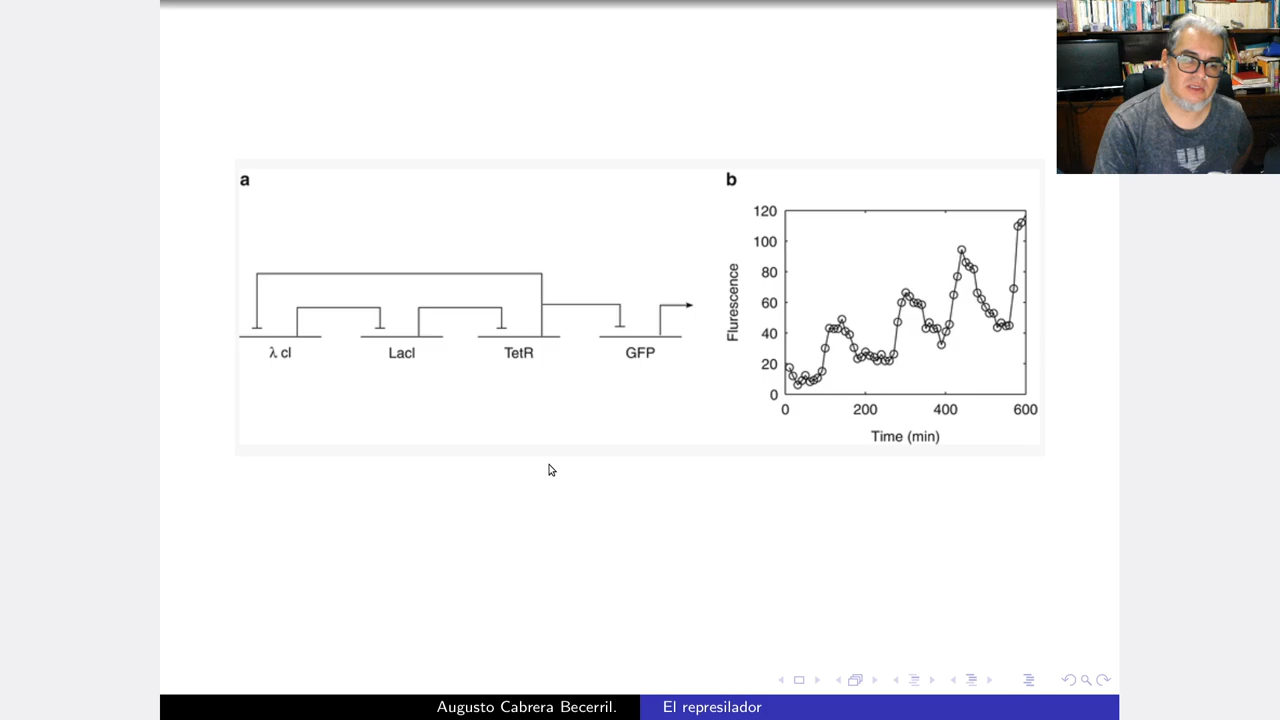 a
b
λ cI
LacI
TetR
GFP
Flurescence
120
100
80
60
40
20
0
0
200
400
600
Time (min)
Augusto Cabrera Becerril.
El represilador